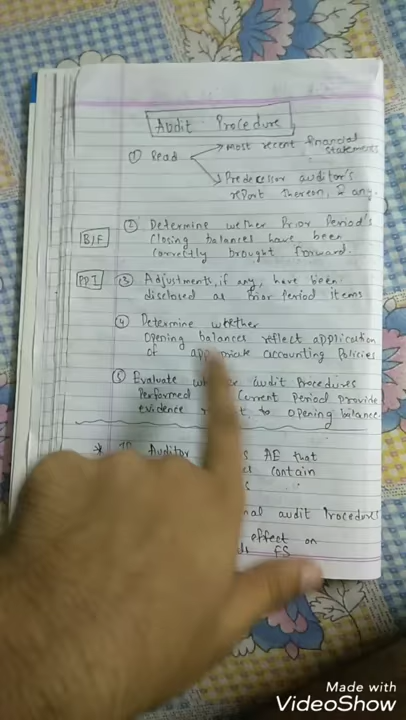 Audit Procedure
① Read → Most recent financial statements
→ Predecessor auditor's
report thereon, if any.
② Determine wether Prior Period's
B/F closing balances have been
correctly brought forward.
PPI ③ Adjustments, if any, have been
disclosed as Prior Period items
④ Determine whether
Opening balances reflect application
of appropriate accounting Policies
⑤ Evaluate audit Procedures
Performed Current Period provide
evidence to opening balance.
* Auditor AE that
contain
audit Procedures
effect on
FS
Made with
VideoShow